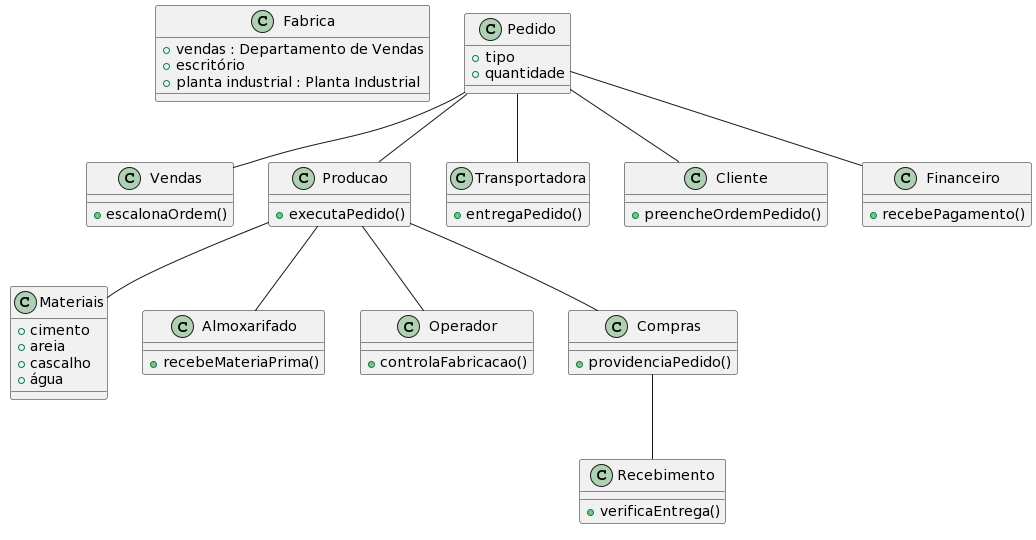 C Fabrica
vendas : Departamento de Vendas
escritório
planta industrial : Planta Industrial
C Pedido
tipo
quantidade
C Vendas
escalonaOrdem()
C Producao
executaPedido()
C Transportadora
entregaPedido()
C Cliente
preencheOrdemPedido()
C Financeiro
recebePagamento()
C Materiais
cimento
areia
cascalho
água
C Almoxarifado
recebeMateriaPrima()
C Operador
controlaFabricacao()
C Compras
providenciaPedido()
C Recebimento
verificaEntrega()